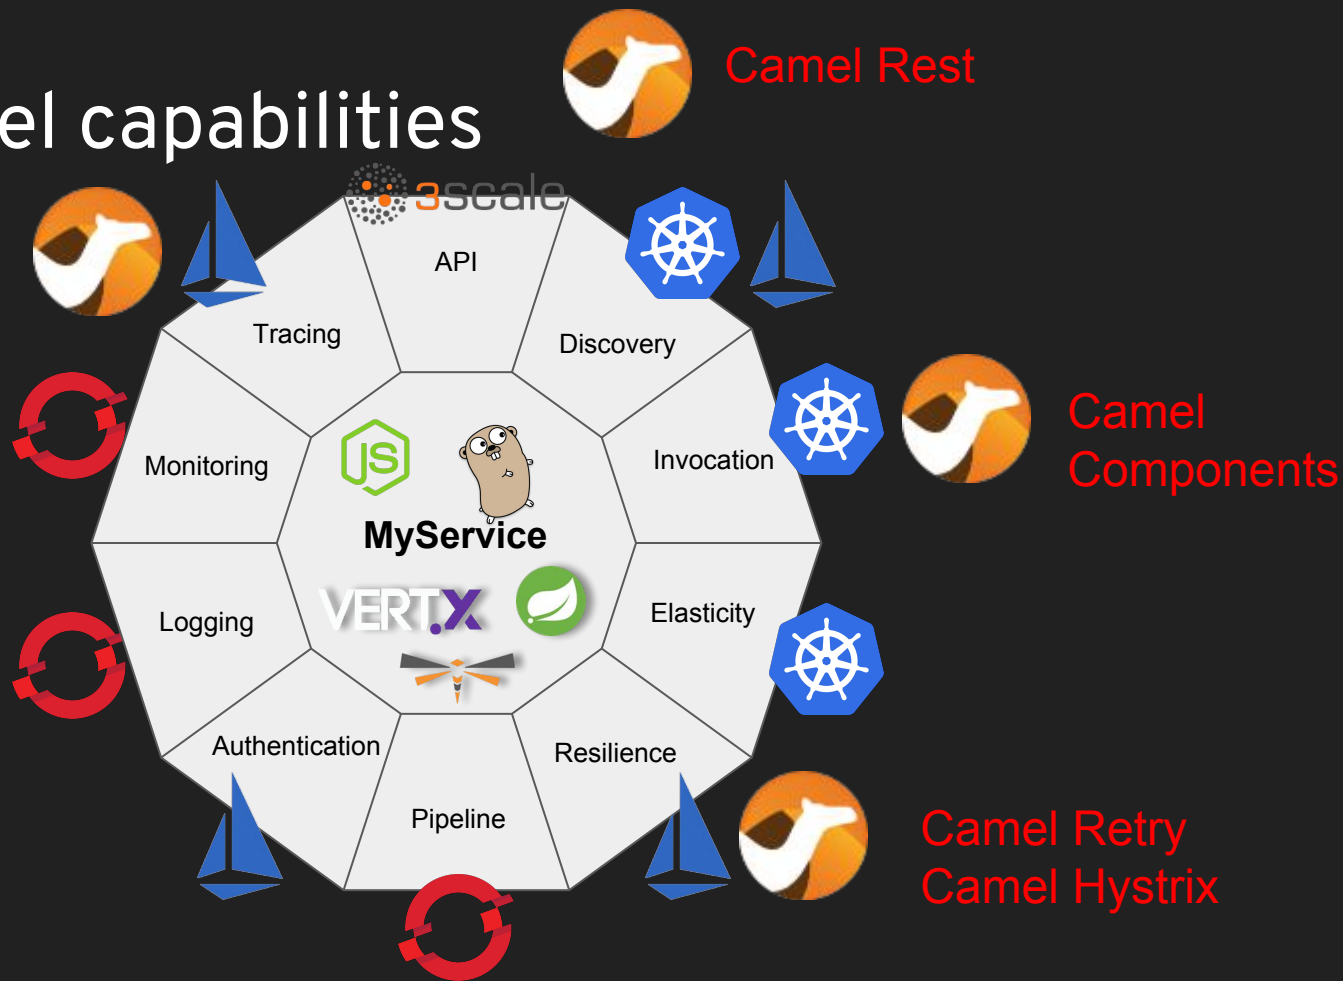 Camel Rest
el capabilities
3scale
API
Tracing
Discovery
Camel
Components
Monitoring
JS
Invocation
MyService
VERT.X
Logging
Elasticity
Authentication
Resilience
Pipeline
Camel Retry
Camel Hystrix